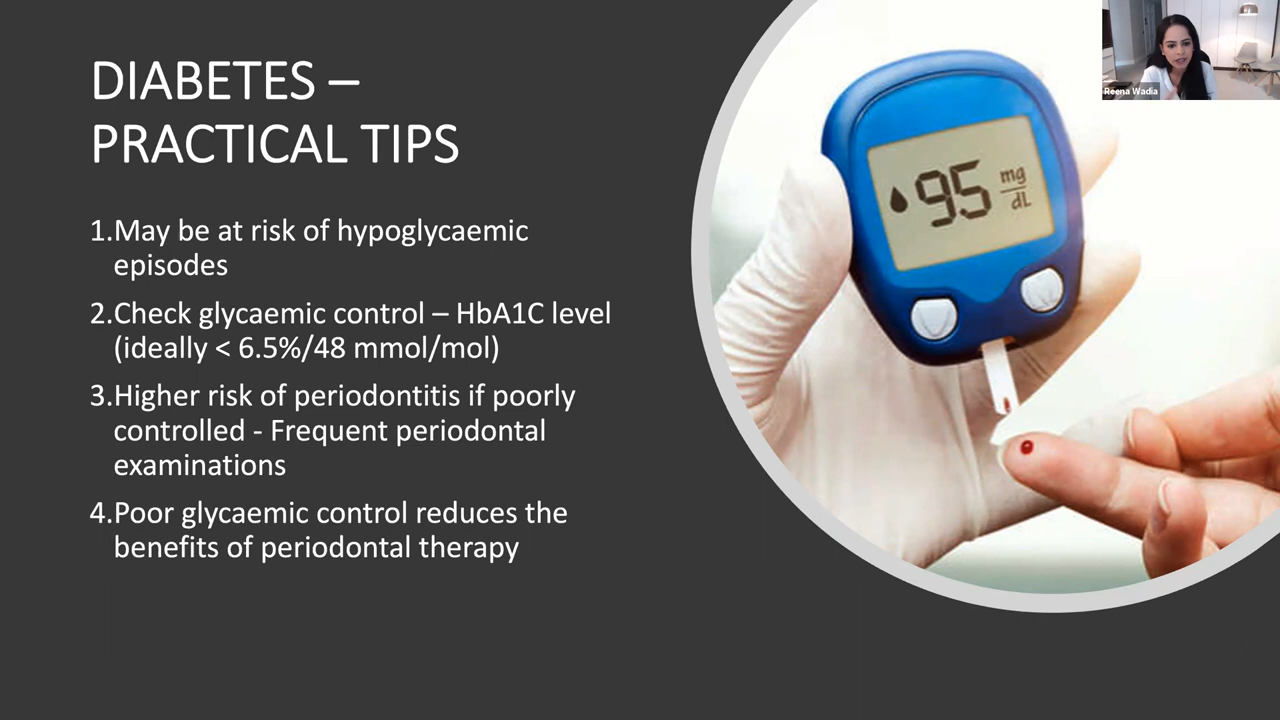 DIABETES –
PRACTICAL TIPS
1.May be at risk of hypoglycaemic
episodes
2.Check glycaemic control – HbA1C level
(ideally < 6.5%/48 mmol/mol)
3.Higher risk of periodontitis if poorly
controlled - Frequent periodontal
examinations
4.Poor glycaemic control reduces the
benefits of periodontal therapy
95 mg
dL
Reena Wadia